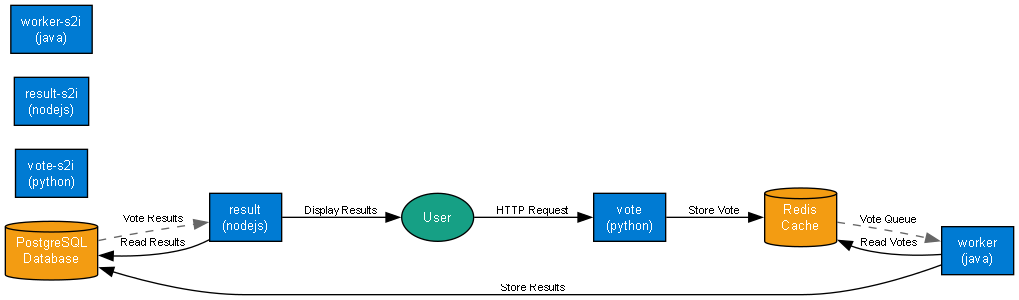 worker-s2i
(java)
result-s2i
(nodejs)
vote-s2i
(python)
PostgreSQL
Database
Vote Results
Read Results
result
(nodejs)
Display Results
User
HTTP Request
vote
(python)
Store Vote
Redis
Cache
Vote Queue
Read Votes
worker
(java)
Store Results